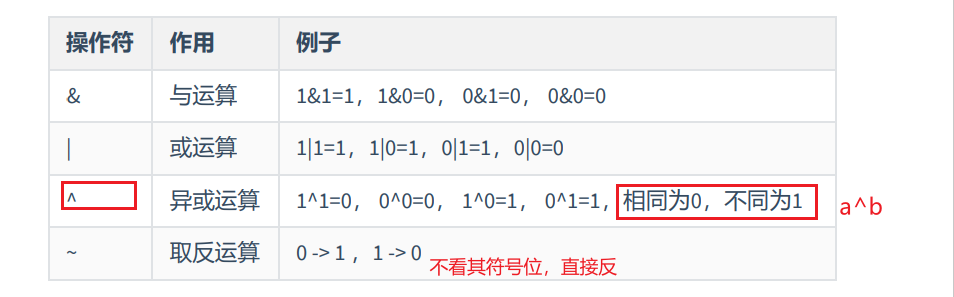 操作符 作用 例子
& 与运算 1&1=1，1&0=0， 0&1=0， 0&0=0
| 或运算 1|1=1，1|0=1，0|1=1，0|0=0
^ 异或运算 1^1=0， 0^0=0， 1^0=1， 0^1=1，相同为0，不同为1 a^b
~ 取反运算 0 -> 1 ，1 -> 0
不看其符号位，直接反